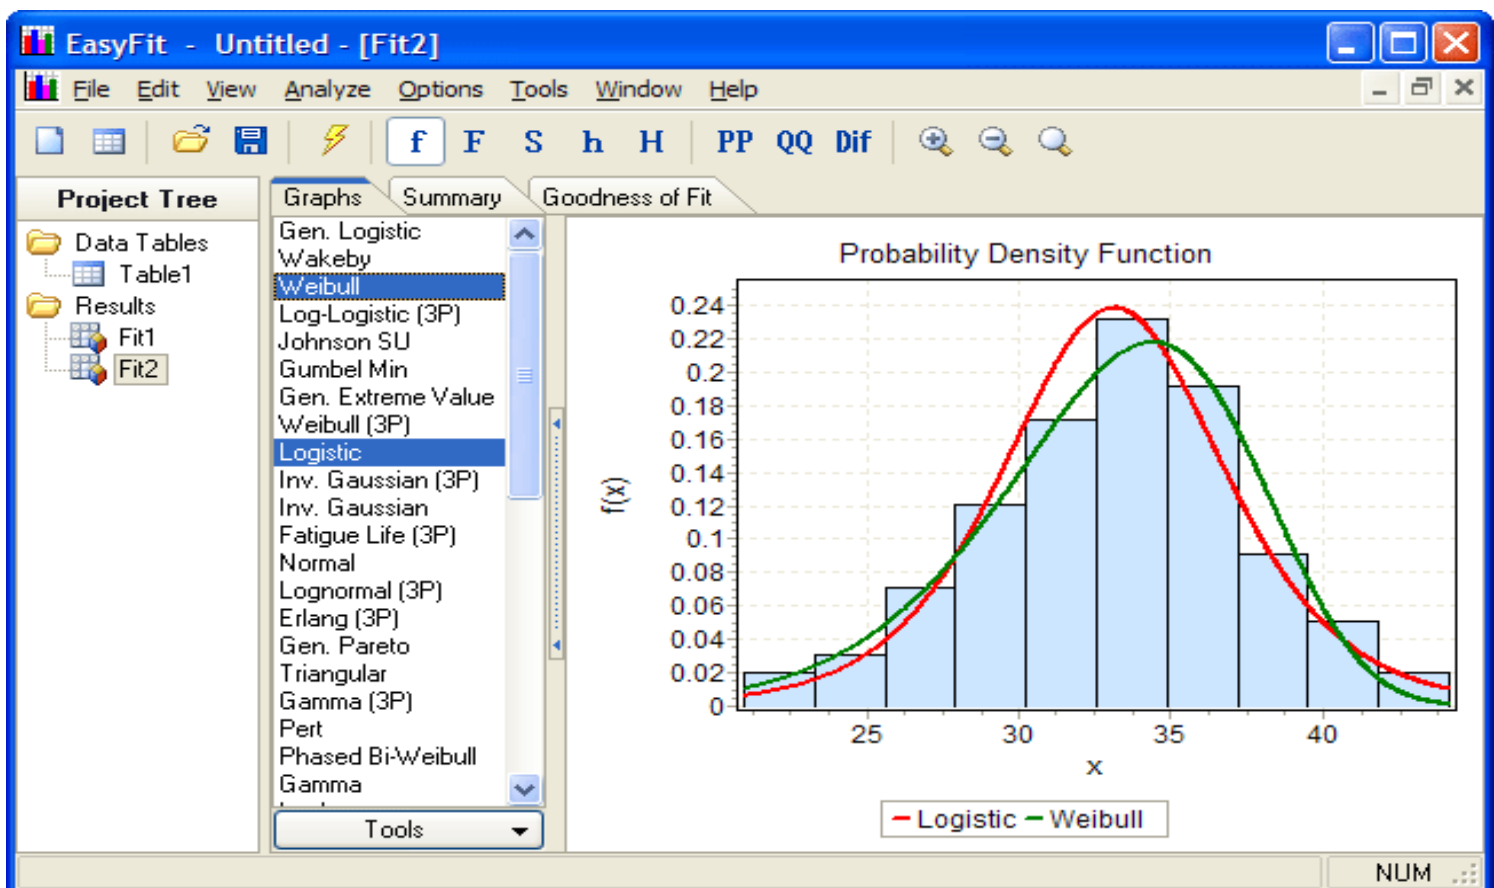 EasyFit - Untitled - [Fit2]
File Edit View Analyze Options Tools Window Help
f F S h H PP QQ Dif
Project Tree
Data Tables
Table1
Results
Fit1
Fit2
Graphs Summary Goodness of Fit
Gen. Logistic
Wakeby
Weibull
Log-Logistic (3P)
Johnson SU
Gumbel Min
Gen. Extreme Value
Weibull (3P)
Logistic
Inv. Gaussian (3P)
Inv. Gaussian
Fatigue Life (3P)
Normal
Lognormal (3P)
Erlang (3P)
Gen. Pareto
Triangular
Gamma (3P)
Pert
Phased Bi-Weibull
Gamma
Tools
Probability Density Function
f(x)
0.24
0.22
0.2
0.18
0.16
0.14
0.12
0.1
0.08
0.06
0.04
0.02
0
25 30 35 40
x
Logistic Weibull
NUM